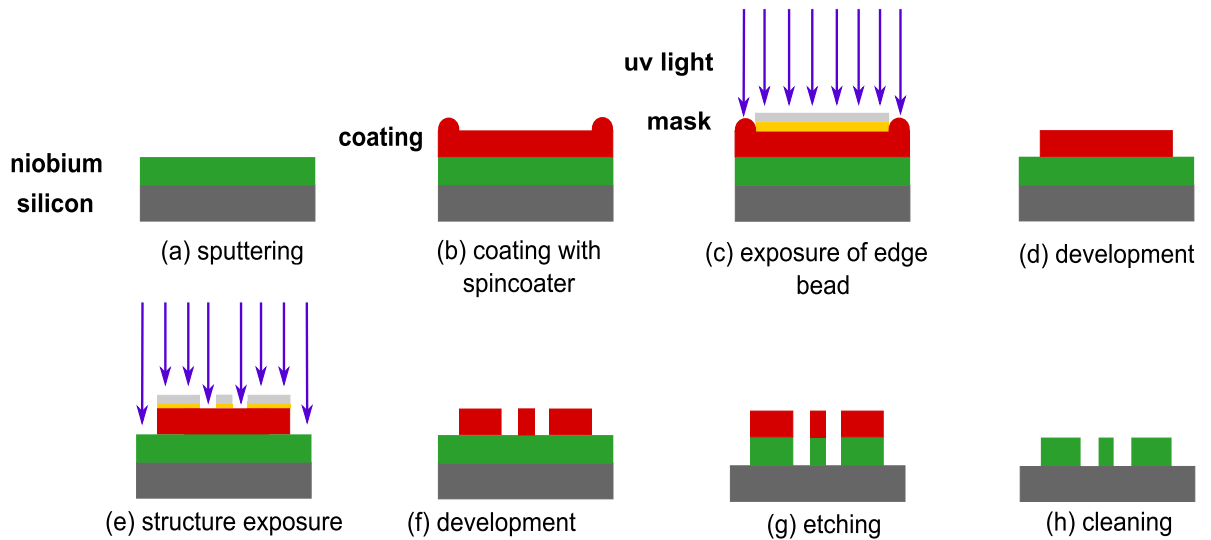 niobium
silicon
(a) sputtering
coating
(b) coating with
spincoater
uv light
mask
(c) exposure of edge
bead
(d) development
(e) structure exposure
(f) development
(g) etching
(h) cleaning